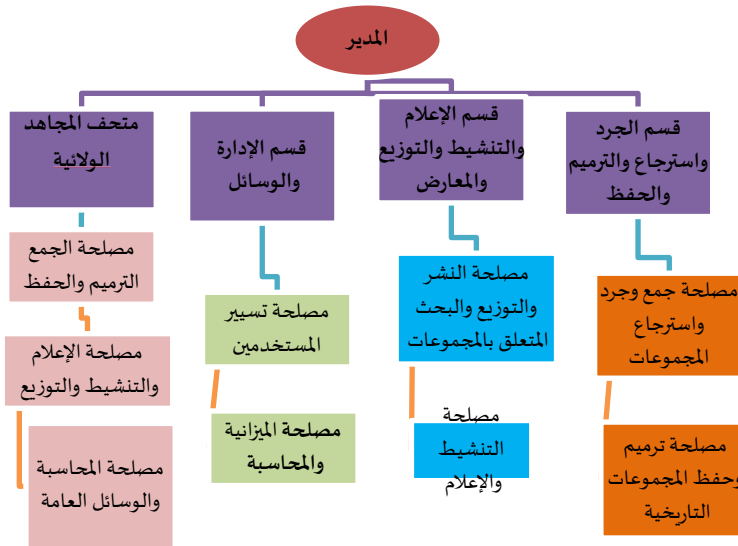 المدير
قسم الجرد
واسترجاع والترميم
والحفظ
قسم الإعلام
والتنشيط والتوزيع
والمعارض
قسم الإدارة
والوسائل
متحف المجاهد
الولائية
مصلحة جمع وجرد
واسترجاع
المجموعات
مصلحة النشر
والتوزيع والبحث
المتعلق بالمجموعات
مصلحة تسيير
المستخدمين
مصلحة الجمع
الترميم والحفظ
مصلحة ترميم
وحفظ المجموعات
التاريخية
مصلحة
التنشيط
والإعلام
مصلحة الميزانية
والمحاسبة
مصلحة الإعلام
والتنشيط والتوزيع
مصلحة المحاسبة
والوسائل العامة